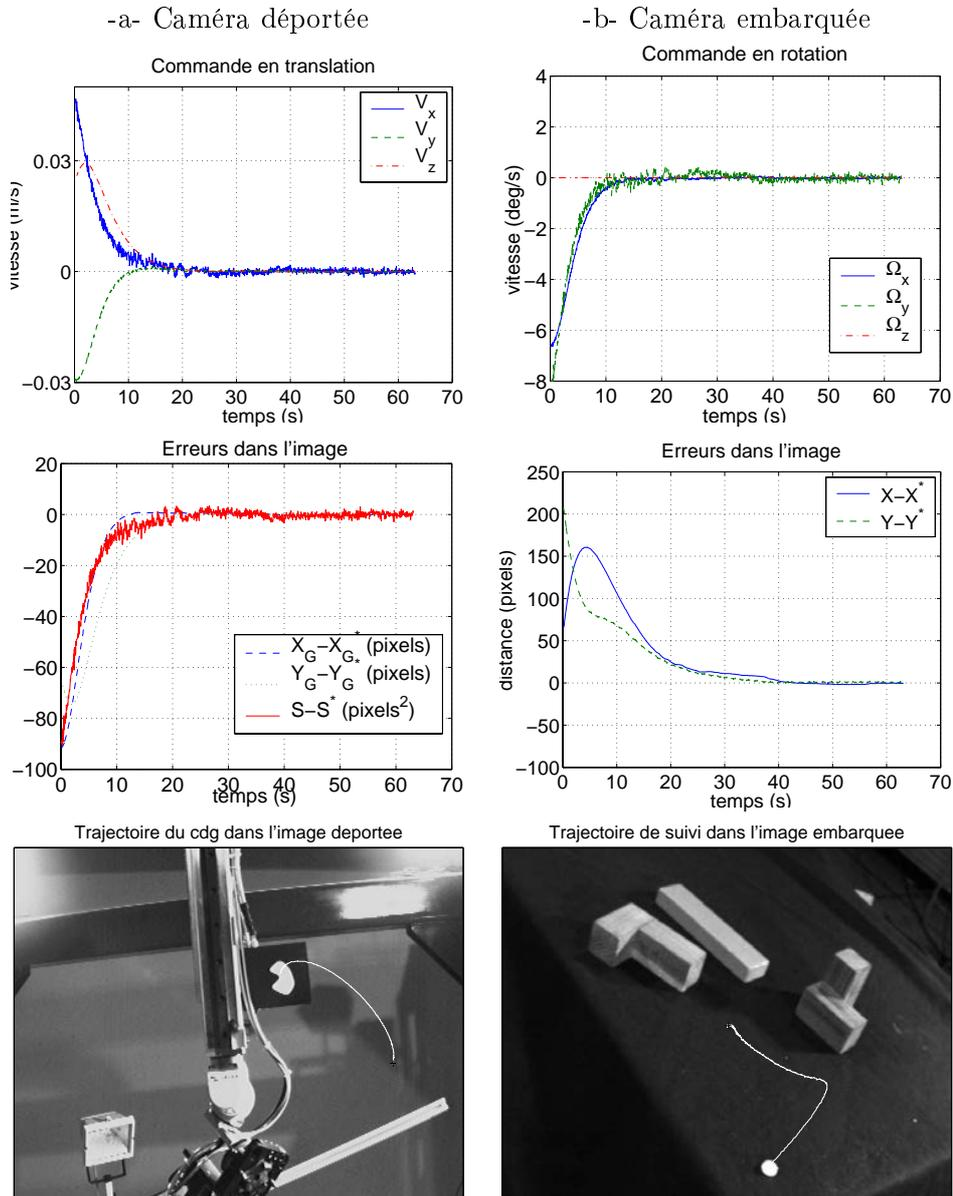 -a- Caméra déportée
-b- Caméra embarquée
Commande en translation
0.03
0
−0.03
vitesse (m/s)
V_x
V_y
V_z
0 10 20 30 40 50 60 70
temps (s)
Commande en rotation
4
2
0
−2
−4
−6
−8
vitesse (deg/s)
Ω_x
Ω_y
Ω_z
0 10 20 30 40 50 60 70
temps (s)
Erreurs dans l'image
20
0
−20
−40
−60
−80
−100
X_G−X_G* (pixels)
Y_G−Y_G* (pixels)
S−S* (pixels²)
0 10 20 30 40 50 60 70
temps (s)
Erreurs dans l'image
250
200
150
100
50
0
−50
−100
distance (pixels)
X−X*
Y−Y*
0 10 20 30 40 50 60 70
temps (s)
Trajectoire du cdg dans l'image deportee
Trajectoire de suivi dans l'image embarquee